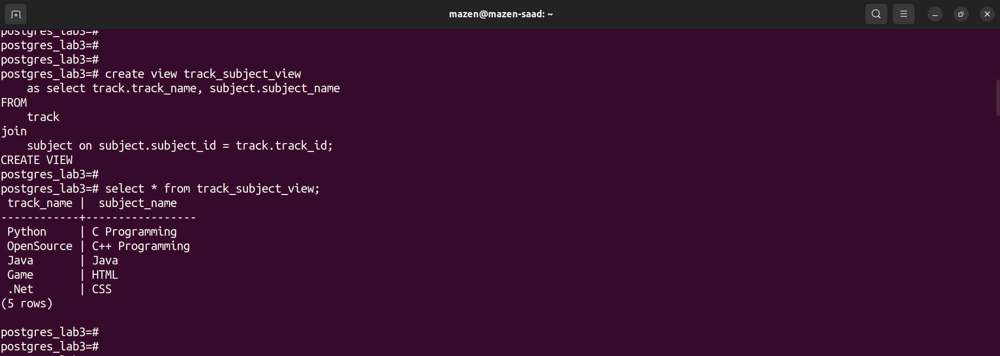 mazen@mazen-saad: ~
postgres_lab3=#
postgres_lab3=#
postgres_lab3=#
postgres_lab3=# create view track_subject_view
    as select track.track_name, subject.subject_name
FROM
    track
join
    subject on subject.subject_id = track.track_id;
CREATE VIEW
postgres_lab3=#
postgres_lab3=# select * from track_subject_view;
 track_name |  subject_name
------------+-----------------
 Python     | C Programming
 OpenSource | C++ Programming
 Java       | Java
 Game       | HTML
 .Net       | CSS
(5 rows)
postgres_lab3=#
postgres_lab3=#